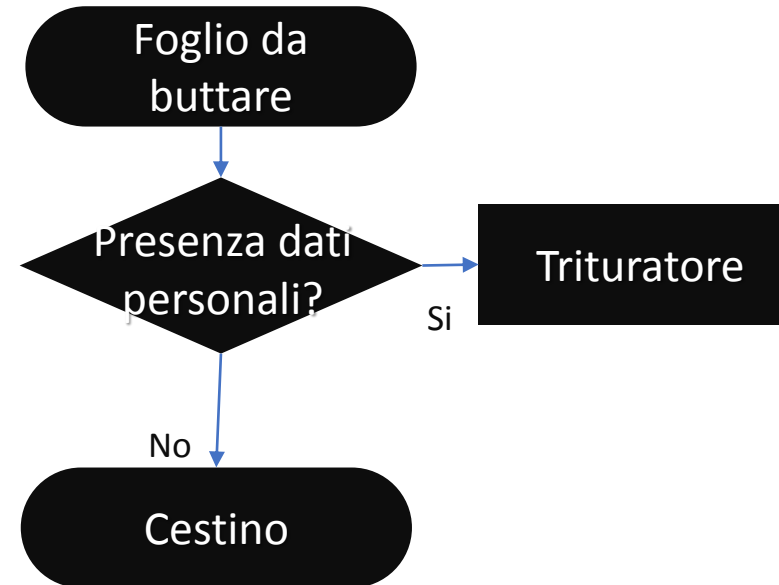 Foglio da
buttare
Presenza dati
personali?
Trituratore
Si
No
Cestino